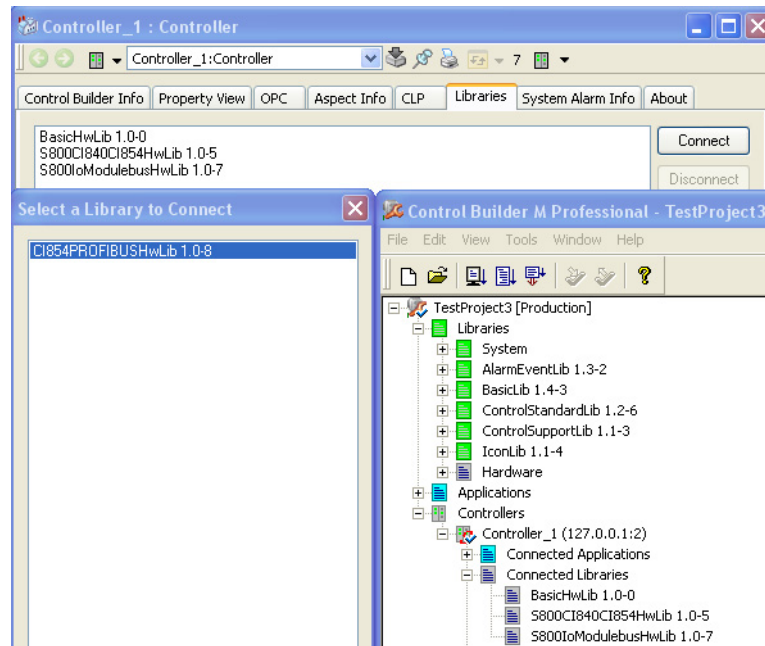 Controller_1 : Controller
Controller_1:Controller 7
Control Builder Info Property View OPC Aspect Info CLP Libraries System Alarm Info About
BasicHwLib 1.0-0
S800CI840CI854HwLib 1.0-5
S800IoModulebusHwLib 1.0-7
Connect
Disconnect
Select a Library to Connect
CI854PROFIBUSHwLib 1.0-8
Control Builder M Professional - TestProject3
File Edit View Tools Window Help
TestProject3 [Production]
Libraries
System
AlarmEventLib 1.3-2
BasicLib 1.4-3
ControlStandardLib 1.2-6
ControlSupportLib 1.1-3
IconLib 1.1-4
Hardware
Applications
Controllers
Controller_1 (127.0.0.1:2)
Connected Applications
Connected Libraries
BasicHwLib 1.0-0
S800CI840CI854HwLib 1.0-5
S800IoModulebusHwLib 1.0-7